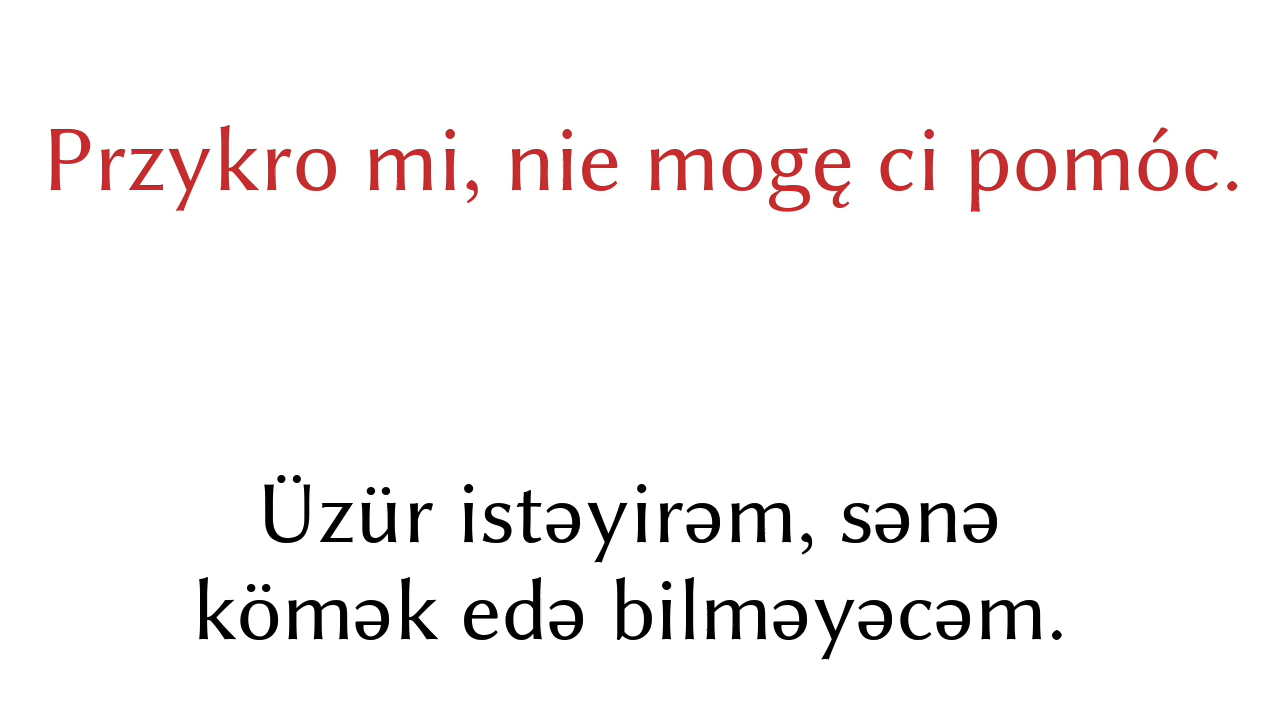 Przykro mi, nie mogę ci pomóc.
Üzür istəyirəm, sənə
kömək edə bilməyəcəm.